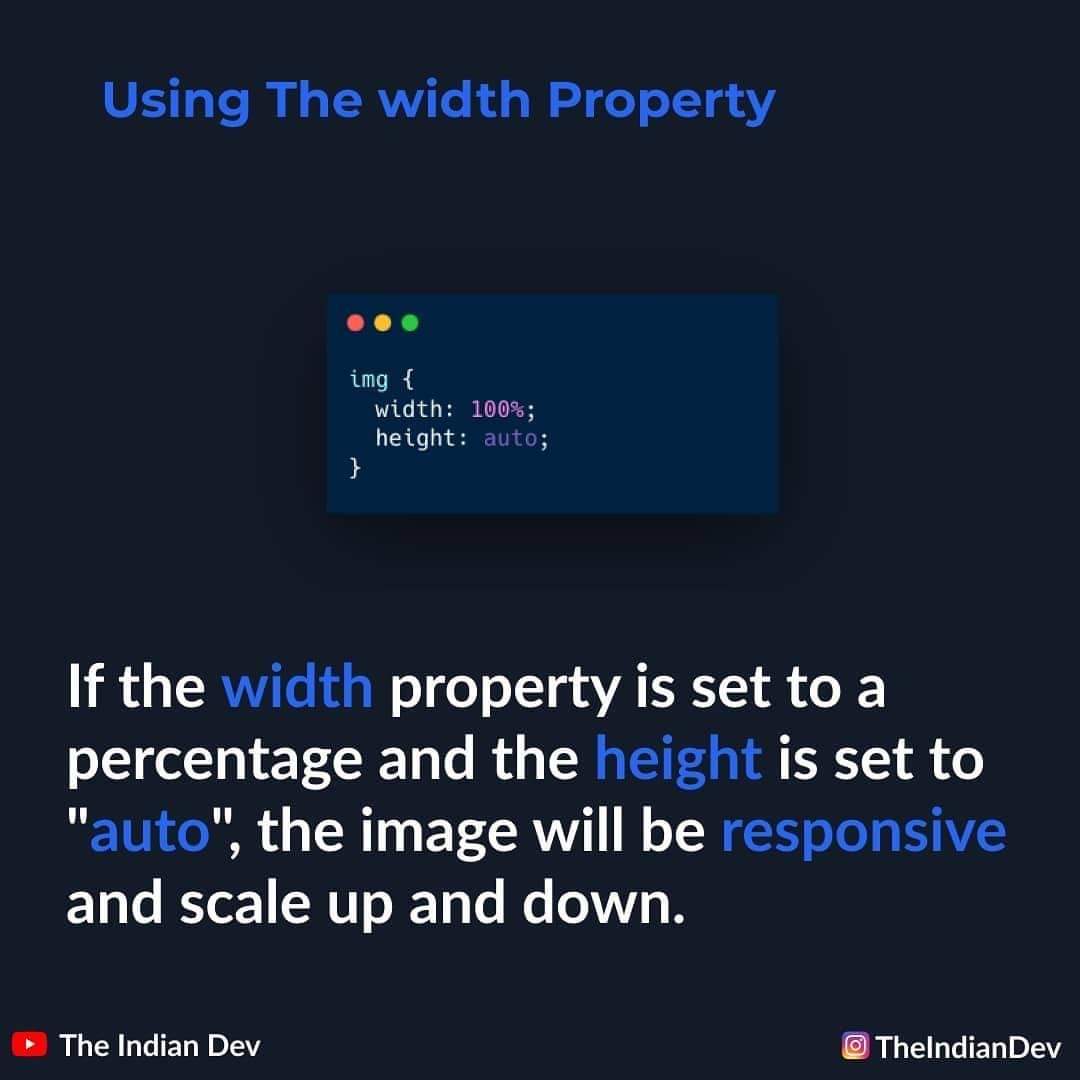 Using The width Property
img {
  width: 100%;
  height: auto;
}
If the width property is set to a
percentage and the height is set to
"auto", the image will be responsive
and scale up and down.
The Indian Dev
TheIndianDev